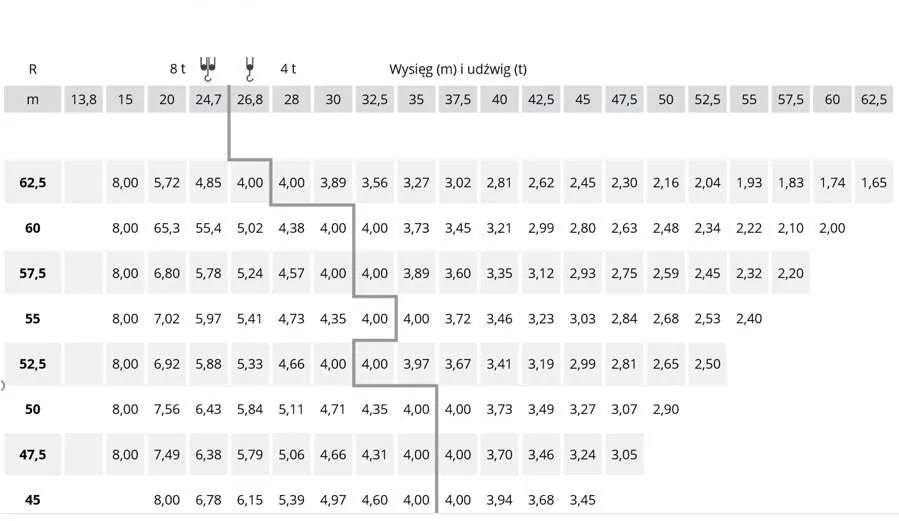 R 8 t 4 t Wysięg (m) i udźwig (t)
m 13,8 15 20 24,7 26,8 28 30 32,5 35 37,5 40 42,5 45 47,5 50 52,5 55 57,5 60 62,5
62,5 8,00 5,72 4,85 4,00 4,00 3,89 3,56 3,27 3,02 2,81 2,62 2,45 2,30 2,16 2,04 1,93 1,83 1,74 1,65
60 8,00 65,3 55,4 5,02 4,38 4,00 4,00 3,73 3,45 3,21 2,99 2,80 2,63 2,48 2,34 2,22 2,10 2,00
57,5 8,00 6,80 5,78 5,24 4,57 4,00 4,00 3,89 3,60 3,35 3,12 2,93 2,75 2,59 2,45 2,32 2,20
55 8,00 7,02 5,97 5,41 4,73 4,35 4,00 4,00 3,72 3,46 3,23 3,03 2,84 2,68 2,53 2,40
52,5 8,00 6,92 5,88 5,33 4,66 4,00 4,00 3,97 3,67 3,41 3,19 2,99 2,81 2,65 2,50
50 8,00 7,56 6,43 5,84 5,11 4,71 4,35 4,00 4,00 3,73 3,49 3,27 3,07 2,90
47,5 8,00 7,49 6,38 5,79 5,06 4,66 4,31 4,00 4,00 3,70 3,46 3,24 3,05
45 8,00 6,78 6,15 5,39 4,97 4,60 4,00 4,00 3,94 3,68 3,45